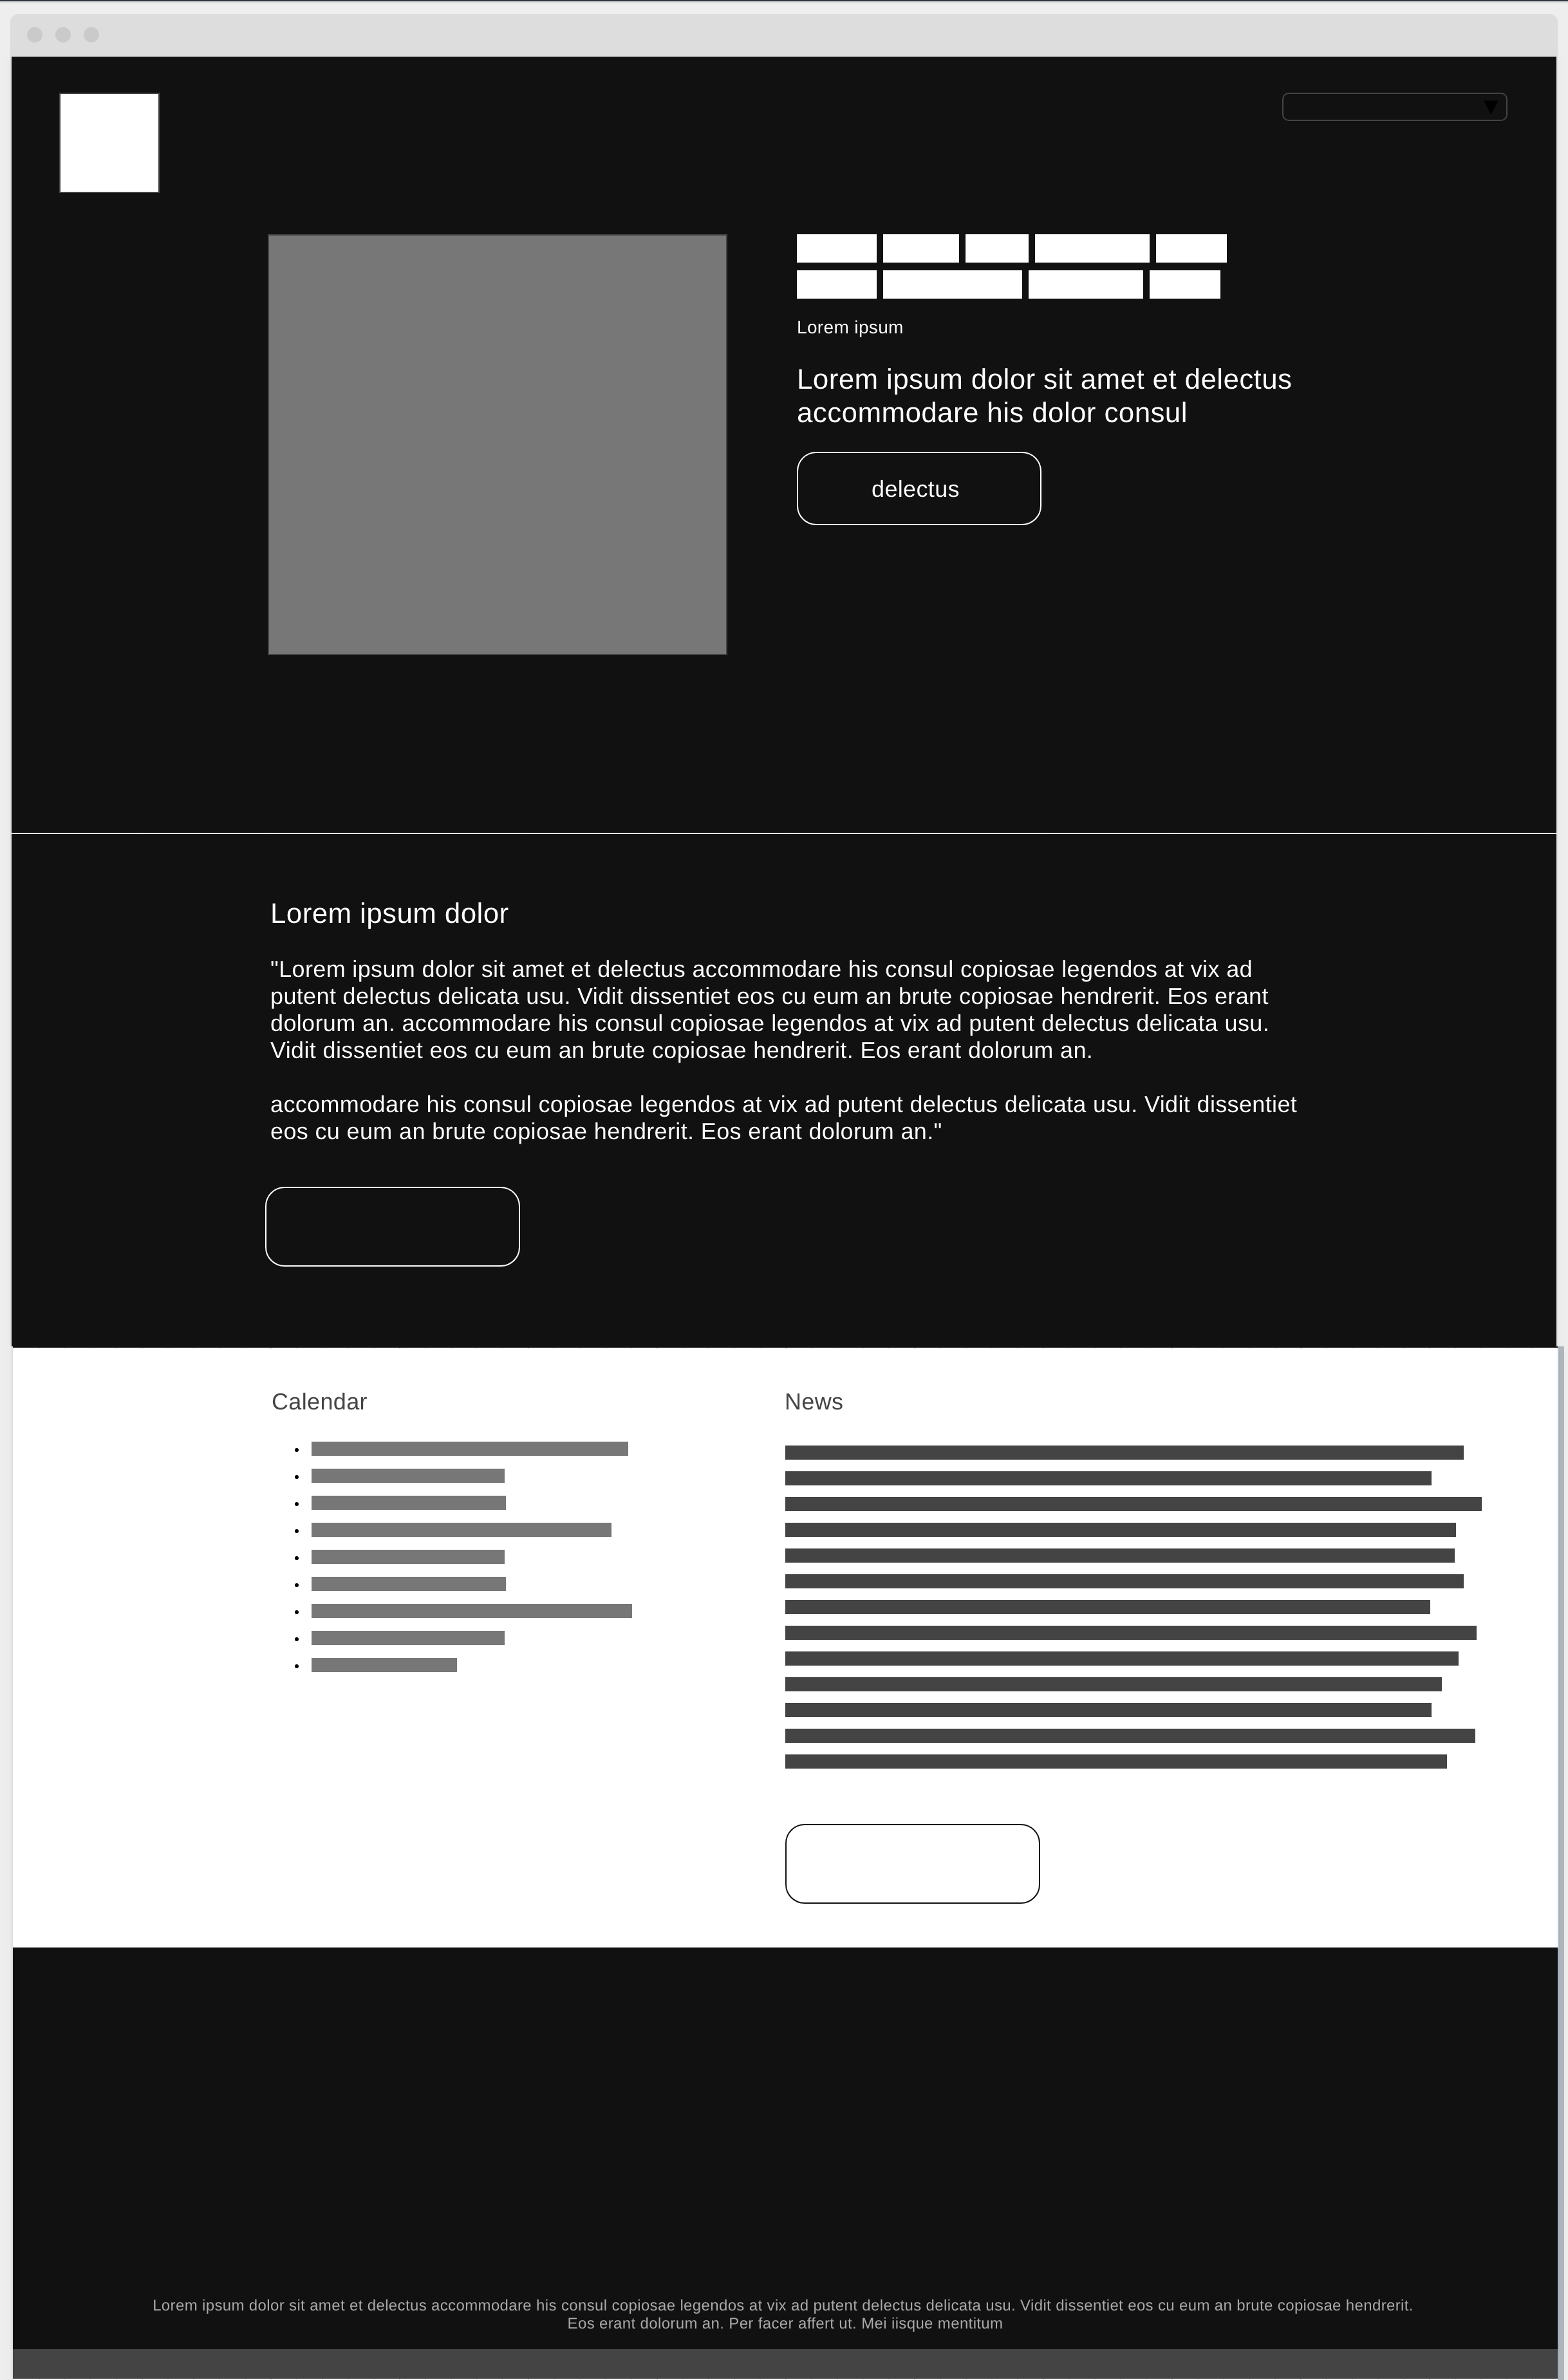 Lorem ipsum
Lorem ipsum dolor sit amet et delectus
accommodare his dolor consul
delectus
Lorem ipsum dolor
"Lorem ipsum dolor sit amet et delectus accommodare his consul copiosae legendos at vix ad
putent delectus delicata usu. Vidit dissentiet eos cu eum an brute copiosae hendrerit. Eos erant
dolorum an. accommodare his consul copiosae legendos at vix ad putent delectus delicata usu.
Vidit dissentiet eos cu eum an brute copiosae hendrerit. Eos erant dolorum an.
accommodare his consul copiosae legendos at vix ad putent delectus delicata usu. Vidit dissentiet
eos cu eum an brute copiosae hendrerit. Eos erant dolorum an."
Calendar
News
Lorem ipsum dolor sit amet et delectus accommodare his consul copiosae legendos at vix ad putent delectus delicata usu. Vidit dissentiet eos cu eum an brute copiosae hendrerit.
Eos erant dolorum an. Per facer affert ut. Mei iisque mentitum